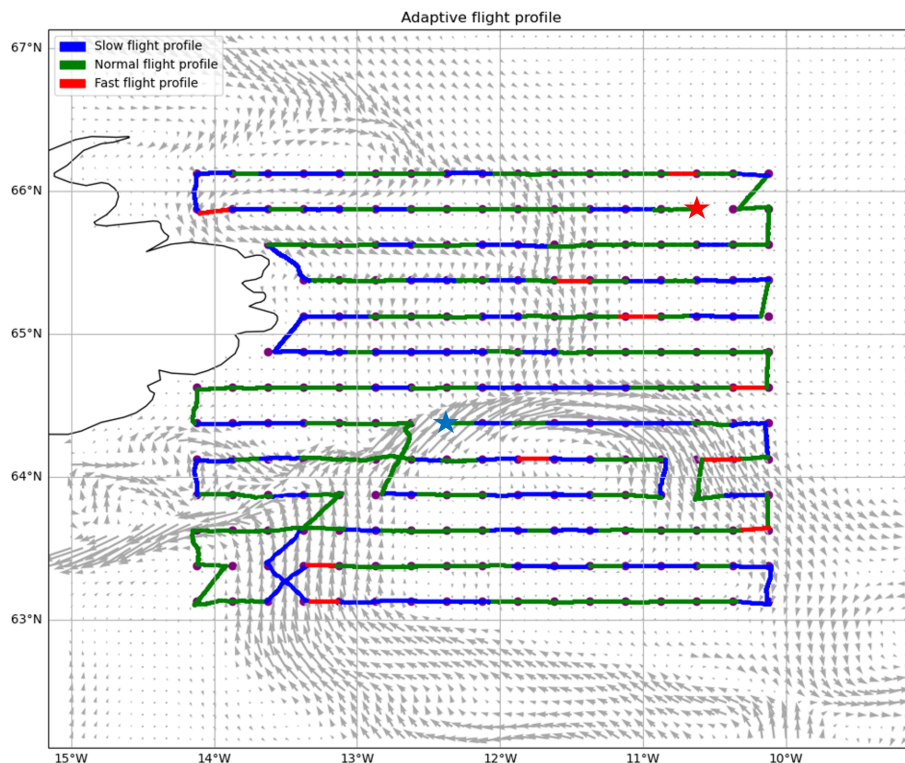 Adaptive flight profile
67°N
Slow flight profile
Normal flight profile
Fast flight profile
66°N
65°N
64°N
63°N
15°W
14°W
13°W
12°W
11°W
10°W